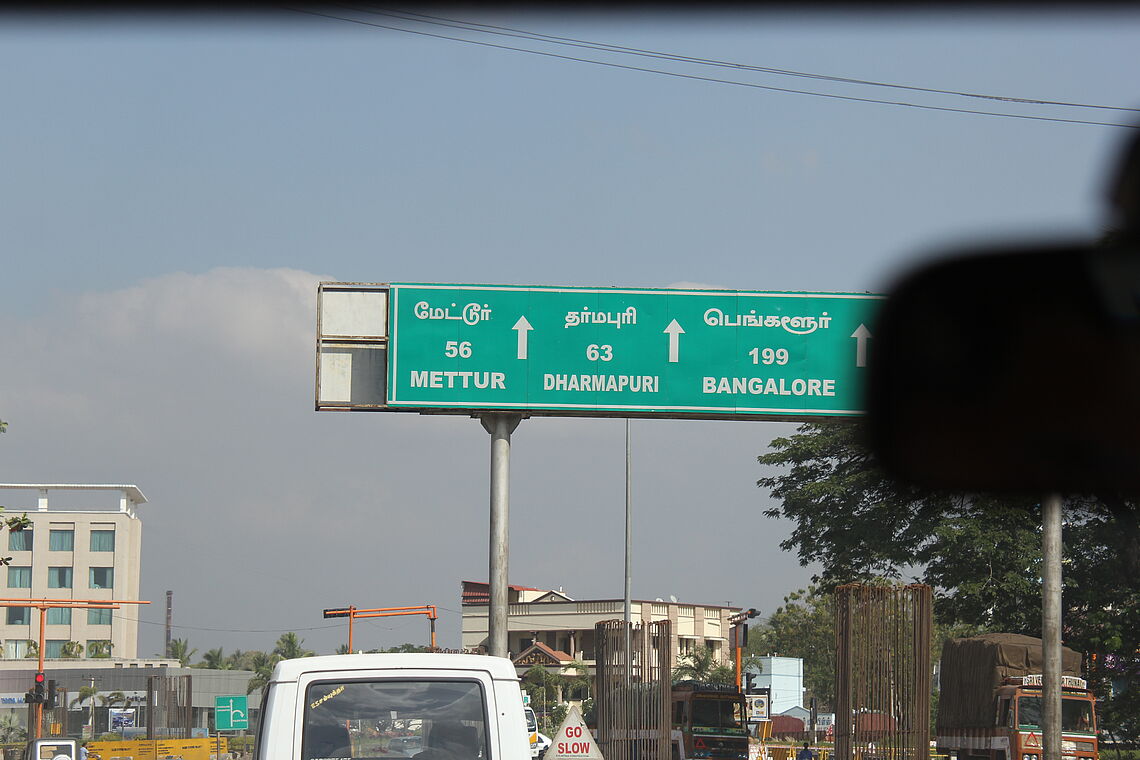 மேட்டூர்
56
METTUR
தர்மபுரி
63
DHARMAPURI
பெங்களூர்
199
BANGALORE
GO
SLOW